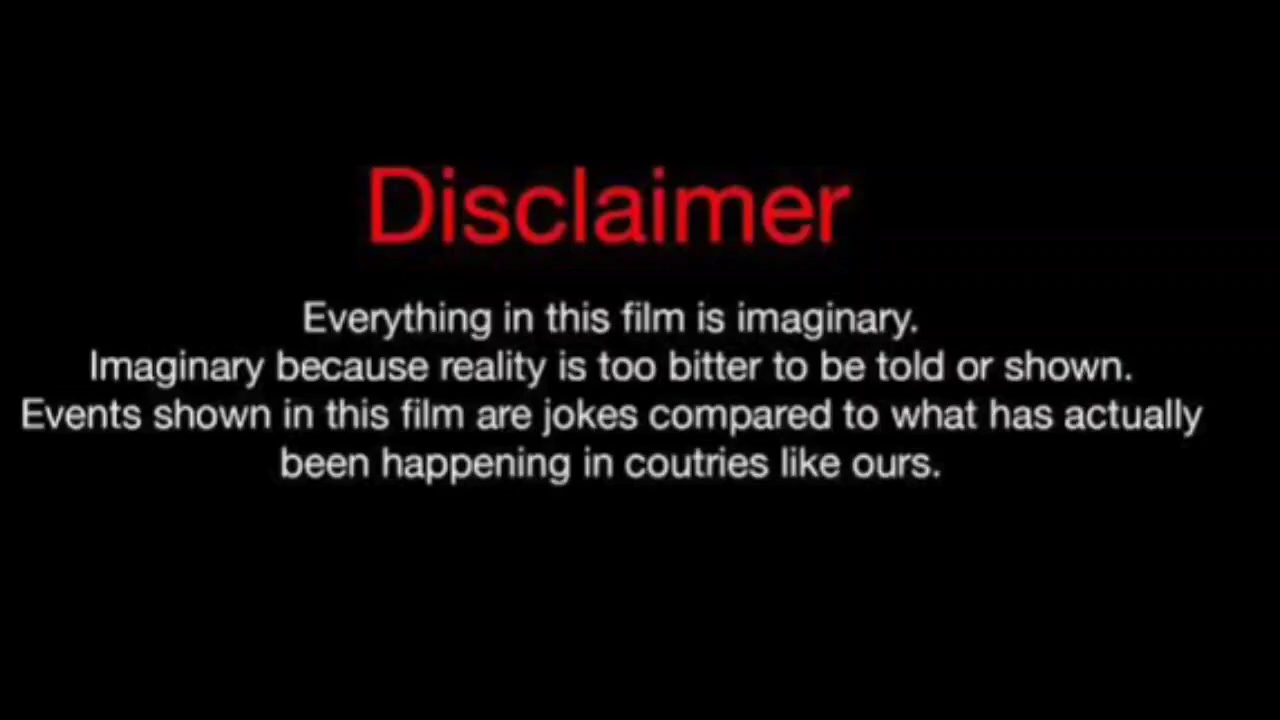 Disclaimer
Everything in this film is imaginary.
Imaginary because reality is too bitter to be told or shown.
Events shown in this film are jokes compared to what has actually
been happening in coutries like ours.